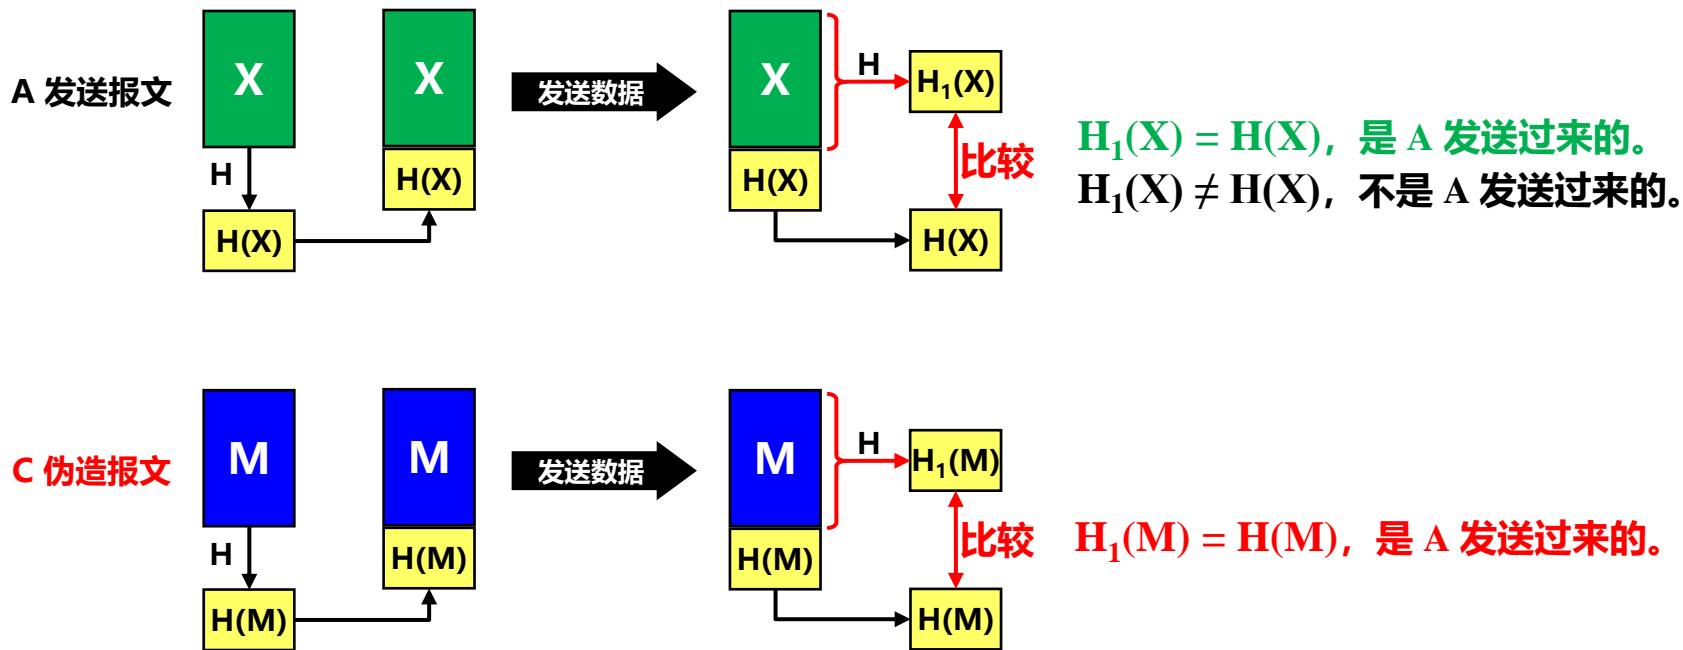 A 发送报文
X
H
H(X)
X
H(X)
发送数据
X
H(X)
H
H₁(X)
比较
H(X)
H₁(X) = H(X)，是 A 发送过来的。
H₁(X) ≠ H(X)，不是 A 发送过来的。
C 伪造报文
M
H
H(M)
M
H(M)
发送数据
M
H(M)
H
H₁(M)
比较
H(M)
H₁(M) = H(M)，是 A 发送过来的。